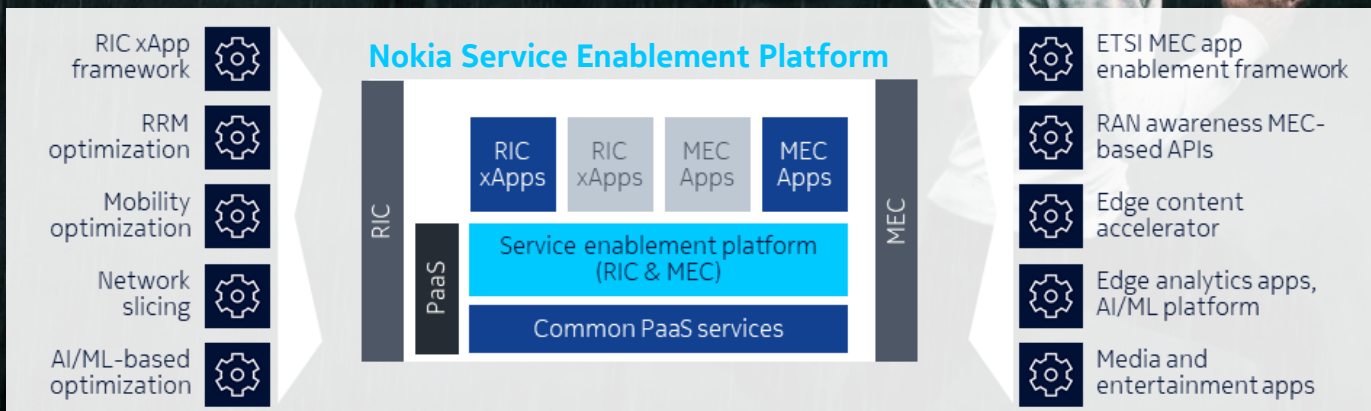 RIC xApp
framework
RRM
optimization
Mobility
optimization
Network
slicing
AI/ML-based
optimization
Nokia Service Enablement Platform
RIC
PaaS
RIC
xApps
RIC
xApps
MEC
Apps
MEC
Apps
Service enablement platform
(RIC & MEC)
Common PaaS services
MEC
ETSI MEC app
enablement framework
RAN awareness MEC-
based APIs
Edge content
accelerator
Edge analytics apps,
AI/ML platform
Media and
entertainment apps